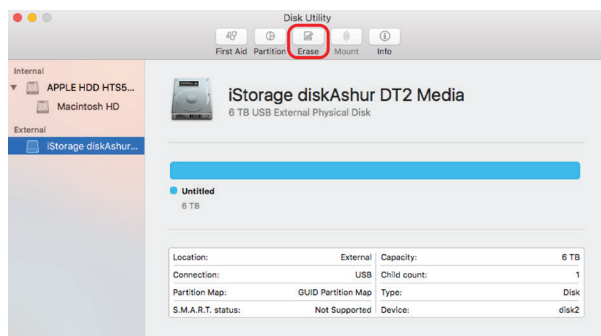 Disk Utility
First Aid Partition Erase Mount Info
Internal
APPLE HDD HTS5...
Macintosh HD
External
iStorage diskAshur...
iStorage diskAshur DT2 Media
6 TB USB External Physical Disk
Untitled
6 TB
Location: External Capacity: 6 TB
Connection: USB Child count: 1
Partition Map: GUID Partition Map Type: Disk
S.M.A.R.T. status: Not Supported Device: disk2